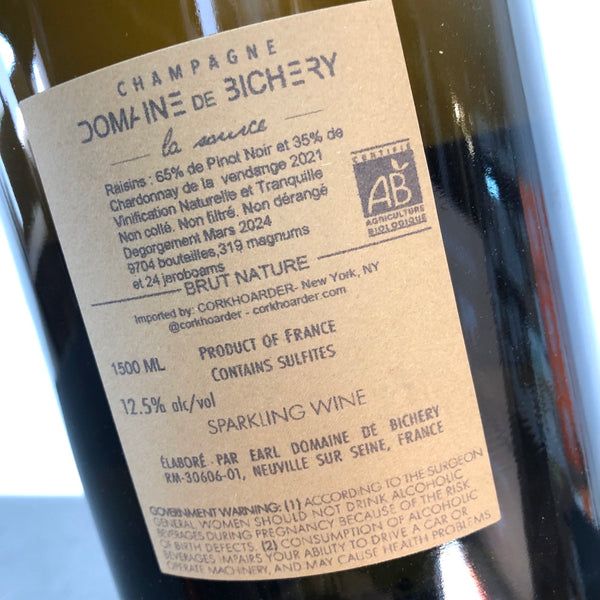 CHAMPAGNE
DOMAINE DE BICHERY
la source
Raisins : 65% de Pinot Noir et 35% de
Chardonnay de la vendange 2021
Vinification Naturelle et Tranquille
Non collé. Non filtré. Non dérangé
Degorgement Mars 2024
9704 bouteilles,319 magnums
et 24 jeroboams
CERTIFIÉ
AB
AGRICULTURE
BIOLOGIQUE
BRUT NATURE
Imported by: CORKHOARDER- New York, NY
@corkhoarder - corkhoarder.com
1500 ML
PRODUCT OF FRANCE
CONTAINS SULFITES
12.5% alc/vol
SPARKLING WINE
ÉLABORÉ - PAR EARL DOMAINE DE BICHERY
RM-30606-01, NEUVILLE SUR SEINE, FRANCE
GOVERNMENT WARNING: (1) ACCORDING TO THE SURGEON
GENERAL WOMEN SHOULD NOT DRINK ALCOHOLIC
BEVERAGES DURING PREGNANCY BECAUSE OF THE RISK
OF BIRTH DEFECTS. (2) CONSUMPTION OF ALCOHOLIC
BEVERAGES IMPAIRS YOUR ABILITY TO DRIVE A CAR OR
OPERATE MACHINERY, AND MAY CAUSE HEALTH PROBLEMS